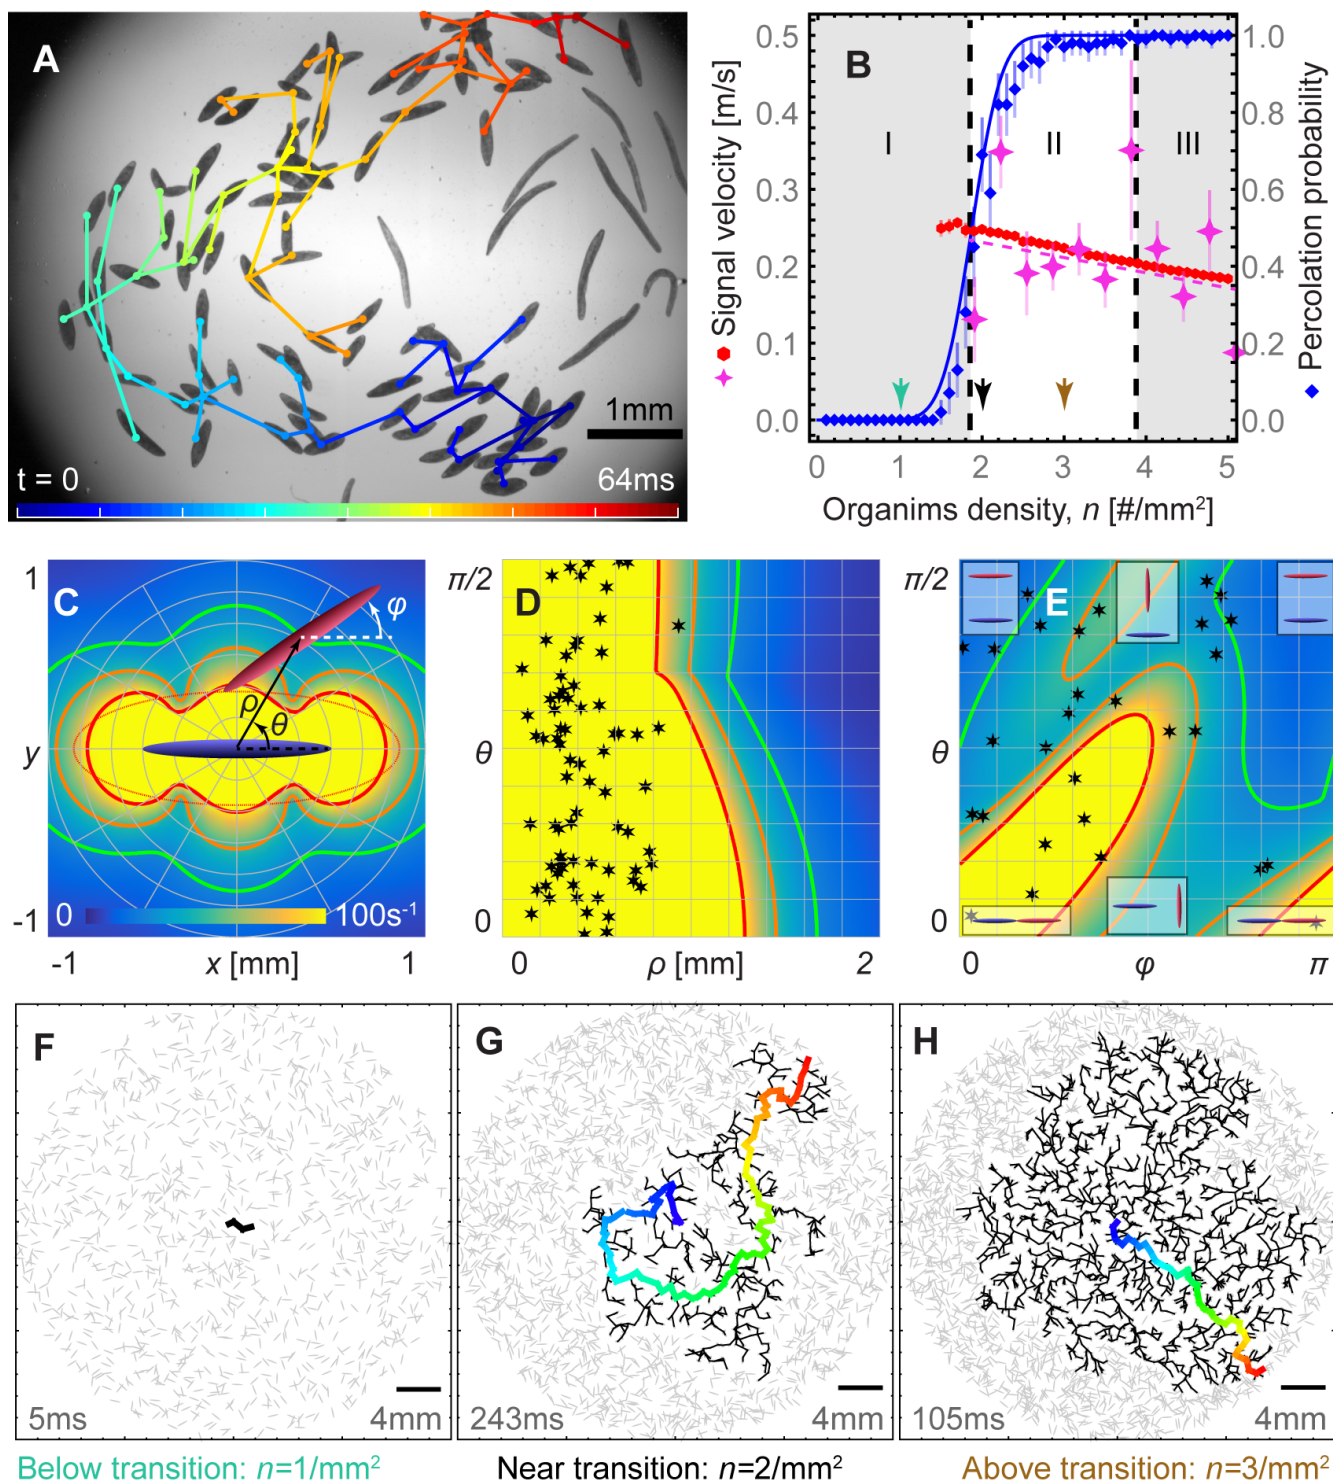 A
1mm
t = 0
64ms
B
I
II
III
Signal velocity [m/s]
0.5
0.4
0.3
0.2
0.1
0.0
1.0
0.8
0.6
0.4
0.2
0.0
Percolation probability
0 1 2 3 4 5
Organims density, n [#/mm²]
C
1
y
-1
φ
ρ
θ
0
100s⁻¹
-1
x [mm]
1
D
π/2
θ
0
0
ρ [mm]
2
E
π/2
θ
0
0
φ
π
F
5ms
4mm
G
243ms
4mm
H
105ms
4mm
Below transition: n=1/mm²
Near transition: n=2/mm²
Above transition: n=3/mm²